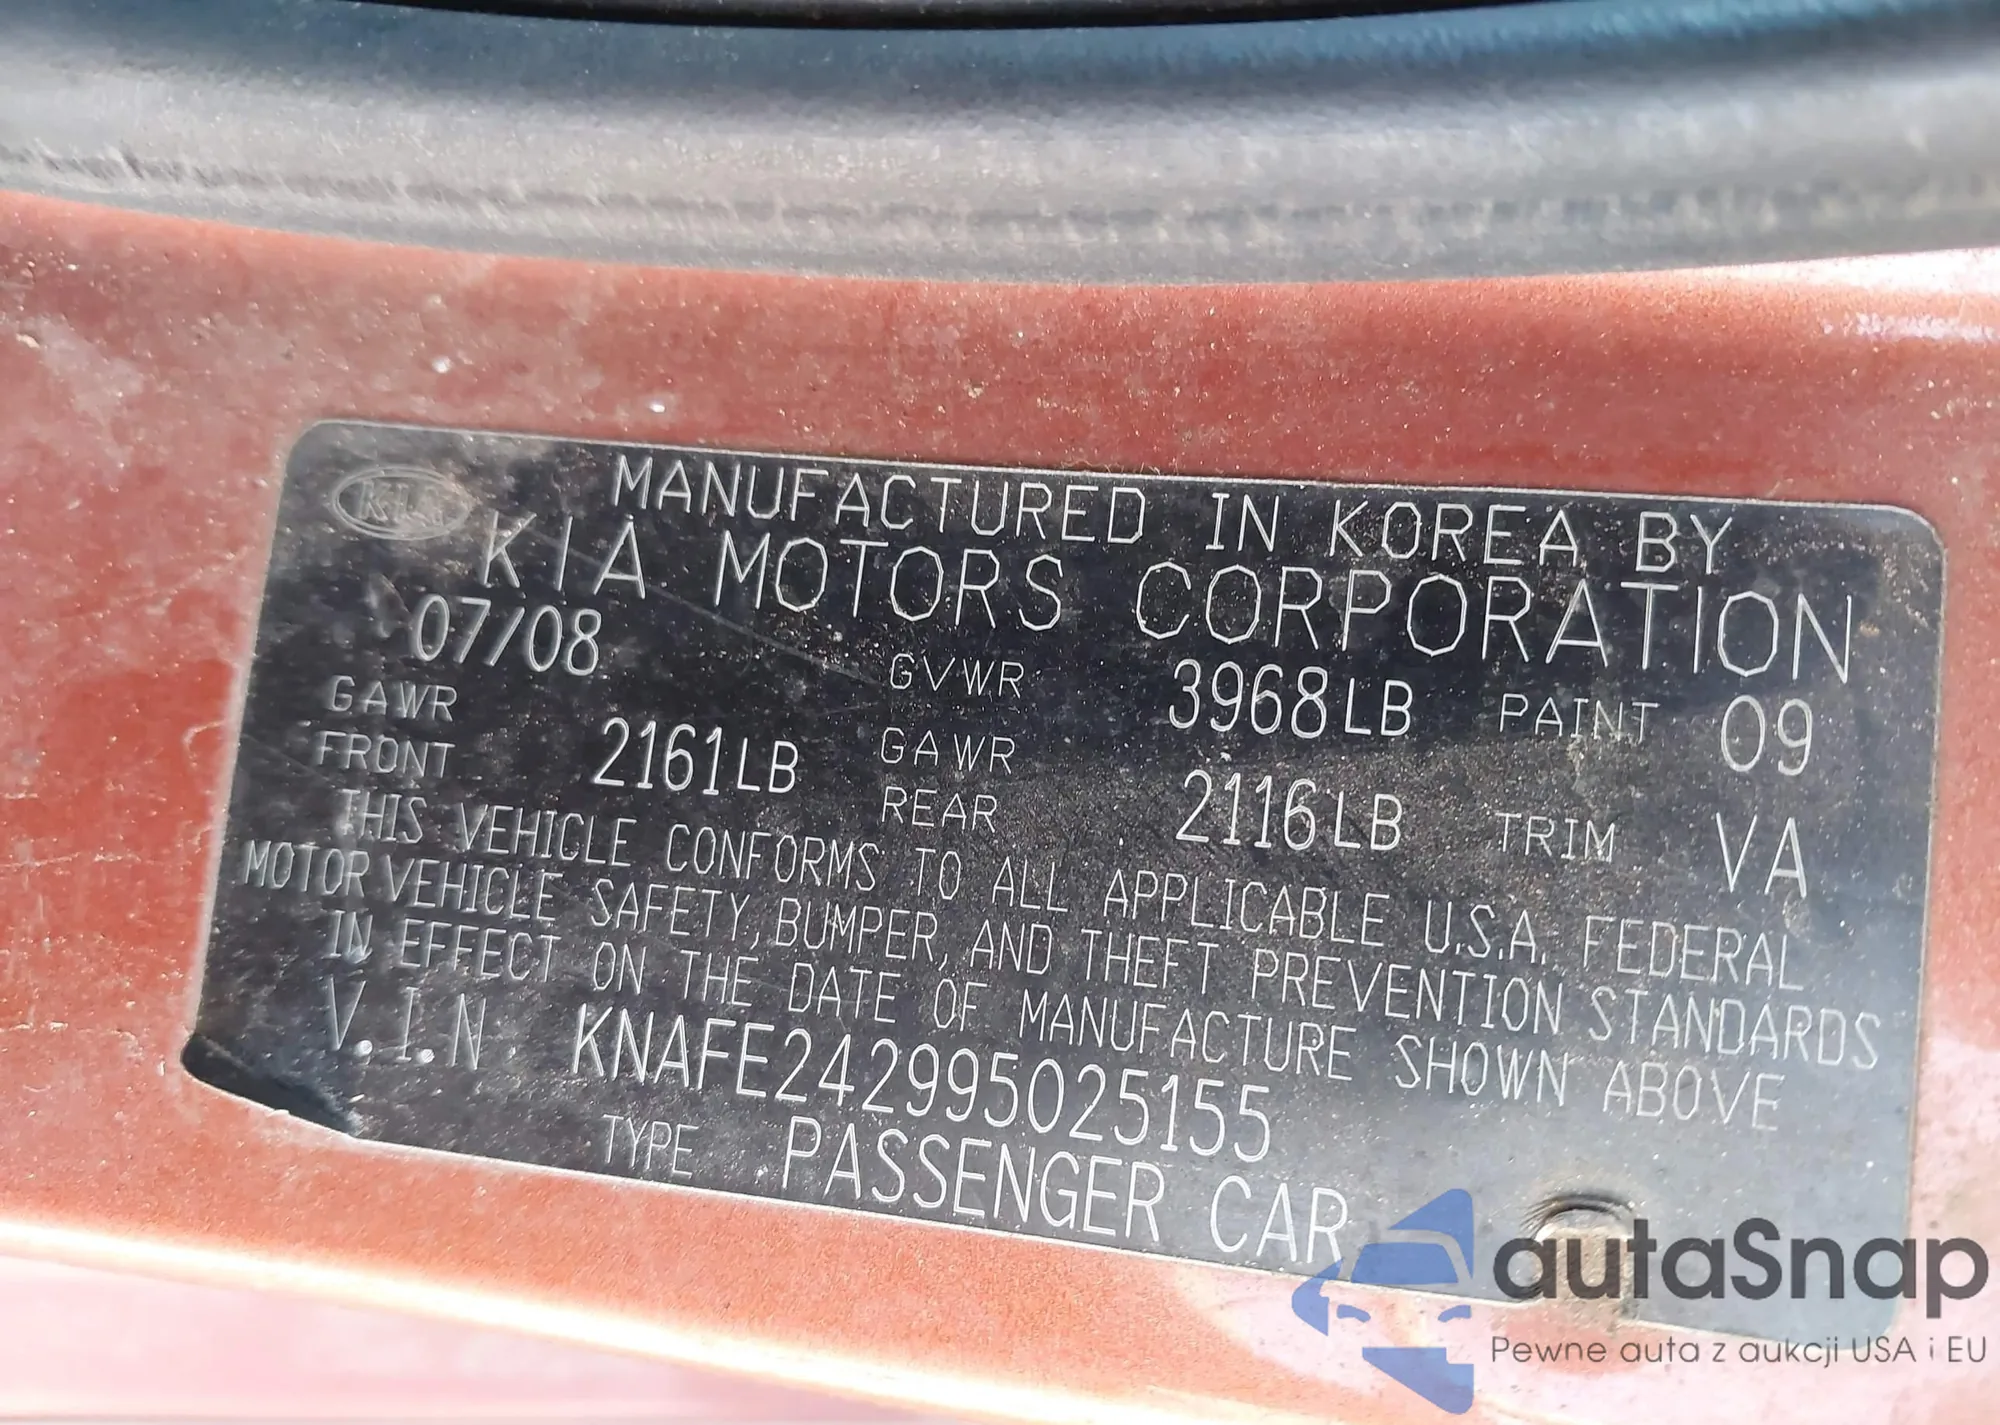 KIA
MANUFACTURED IN KOREA BY
KIA MOTORS CORPORATION
07/08 GVWR 3968LB PAINT 09
GAWR FRONT 2161LB GAWR REAR 2116LB TRIM VA
THIS VEHICLE CONFORMS TO ALL APPLICABLE U.S.A. FEDERAL
MOTOR VEHICLE SAFETY, BUMPER, AND THEFT PREVENTION STANDARDS
IN EFFECT ON THE DATE OF MANUFACTURE SHOWN ABOVE
V.I.N. KNAFE242995025155
TYPE PASSENGER CAR
autaSnap
Pewne auta z aukcji USA i EU